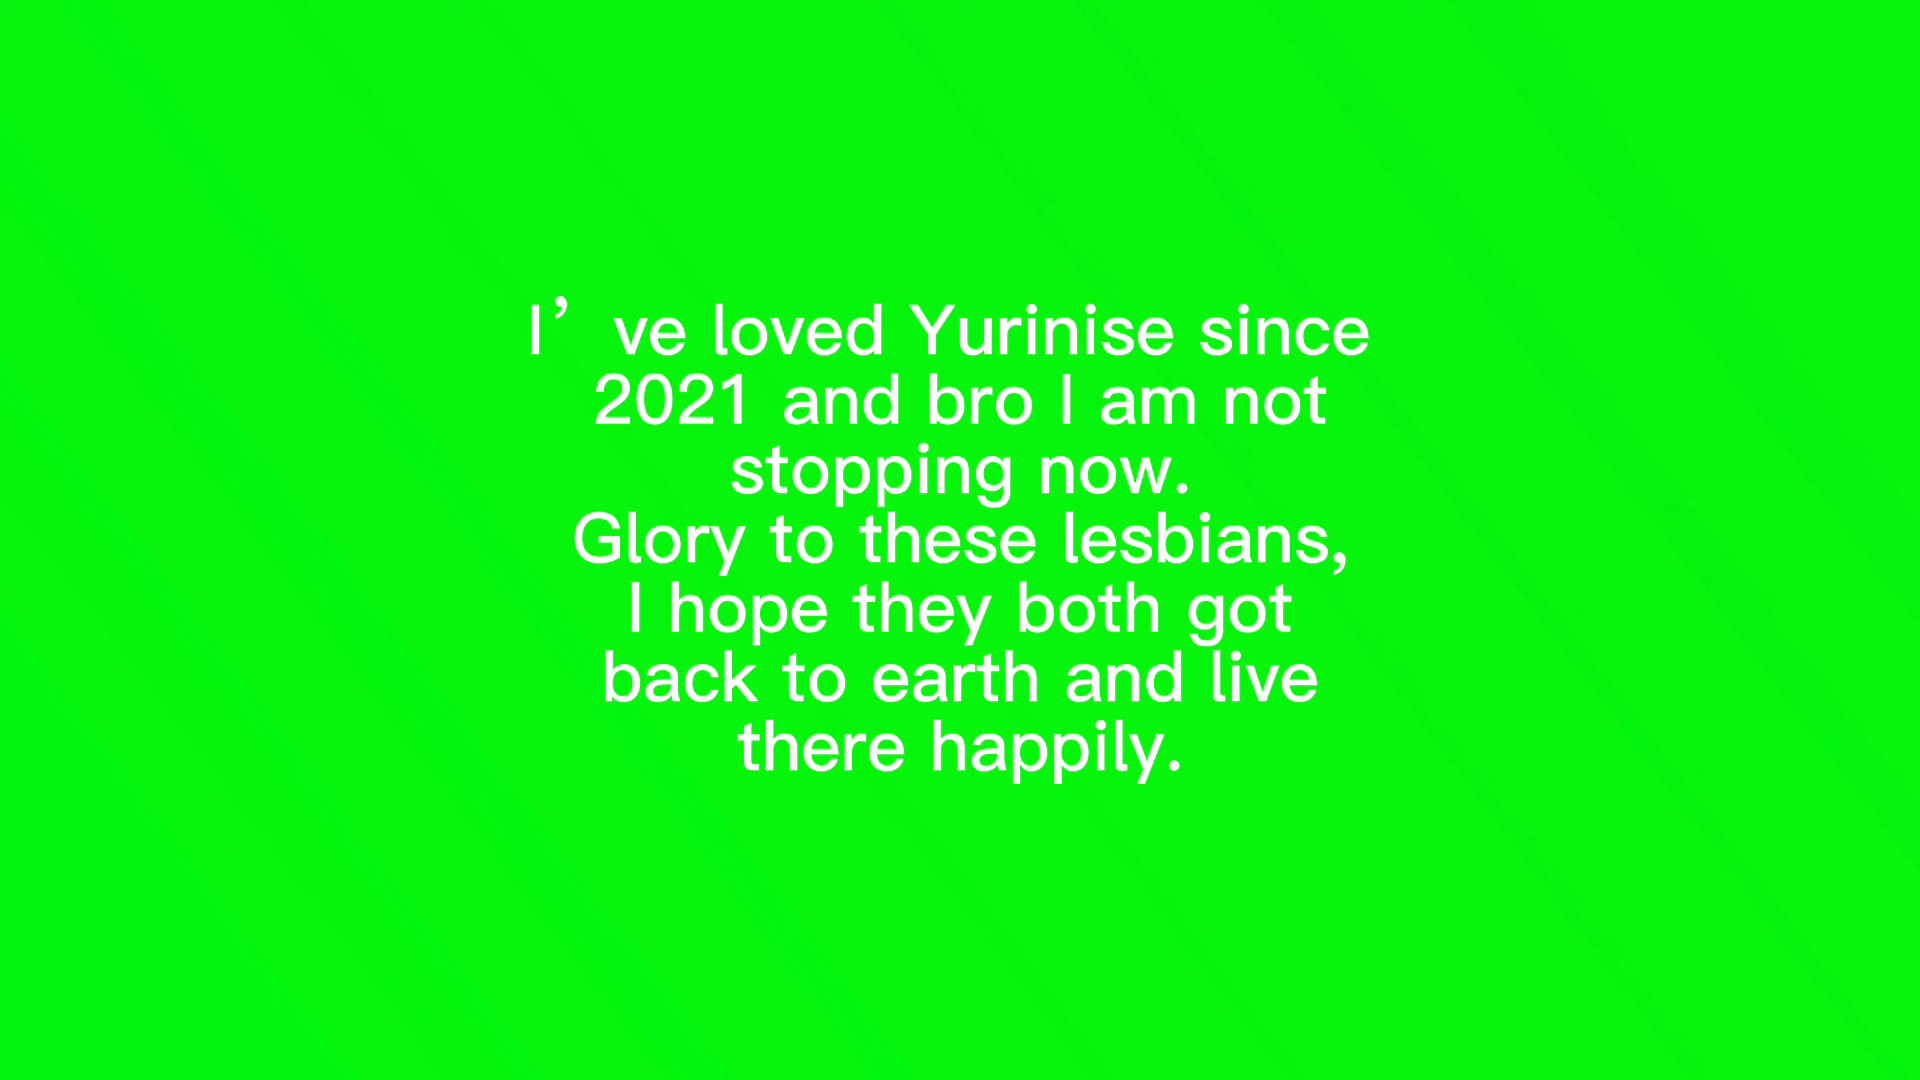 I’ve loved Yurinise since
2021 and bro I am not
stopping now.
Glory to these lesbians,
I hope they both got
back to earth and live
there happily.